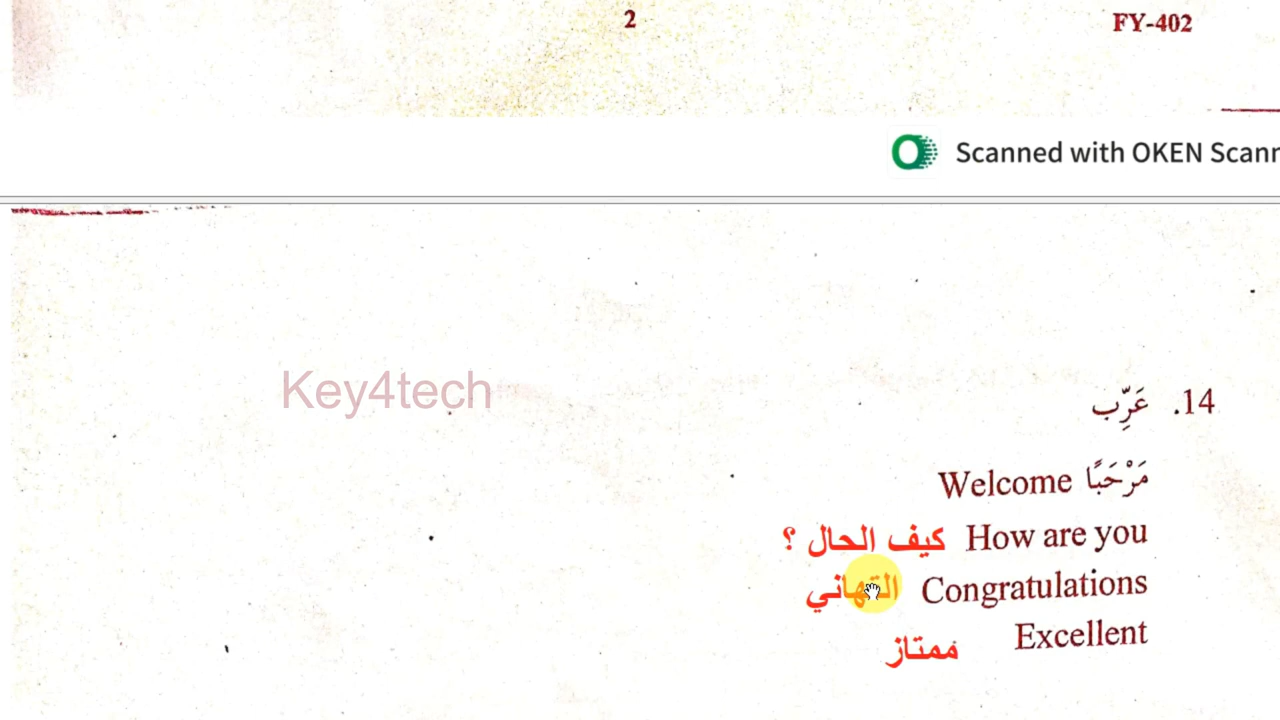 2
FY-402
Scanned with OKEN Scann
Key4tech
14. عَرِّب
Welcome مَرْحَبًا
How are you كيف الحال ؟
Congratulations التهاني
Excellent ممتاز